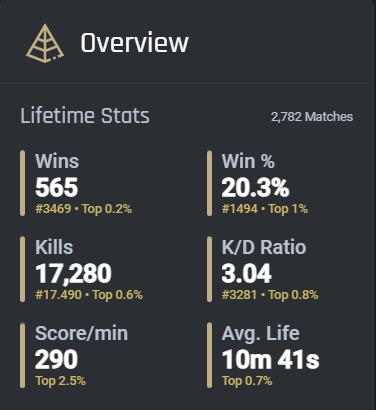 Overview
Lifetime Stats 2,782 Matches
Wins Win %
565 20.3%
#3469 • Top 0.2% #1494 • Top 1%
Kills K/D Ratio
17,280 3.04
#17.490 • Top 0.6% #3281 • Top 0.8%
Score/min Avg. Life
290 10m 41s
Top 2.5% Top 0.7%